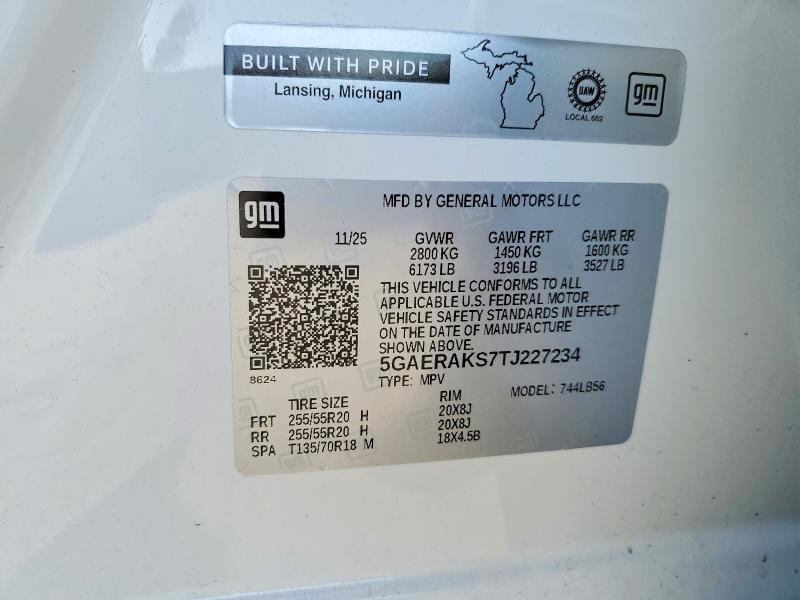 BUILT WITH PRIDE
Lansing, Michigan
UAW
LOCAL 602
gm
gm
MFD BY GENERAL MOTORS LLC
11/25 GVWR GAWR FRT GAWR RR
2800 KG 1450 KG 1600 KG
6173 LB 3196 LB 3527 LB
THIS VEHICLE CONFORMS TO ALL
APPLICABLE U.S. FEDERAL MOTOR
VEHICLE SAFETY STANDARDS IN EFFECT
ON THE DATE OF MANUFACTURE
SHOWN ABOVE.
5GAERAKS7TJ227234
8624
TYPE: MPV MODEL: 744LB56
TIRE SIZE RIM
FRT 255/55R20 H 20X8J
RR 255/55R20 H 20X8J
SPA T135/70R18 M 18X4.5B